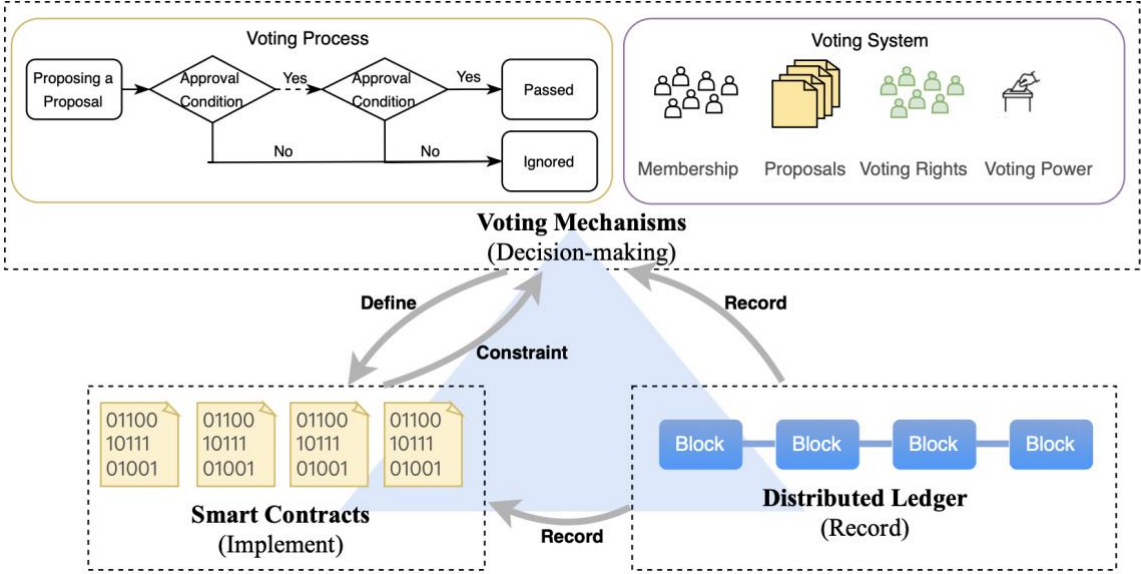 Voting Process
Proposing a
Proposal
Approval
Condition
Yes
Approval
Condition
Yes
Passed
No
No
Ignored
Voting System
Membership
Proposals
Voting Rights
Voting Power
Voting Mechanisms
(Decision-making)
Define
Constraint
Record
01100
10111
01001
01100
10111
01001
01100
10111
01001
01100
10111
01001
Smart Contracts
(Implement)
Record
Block
Block
Block
Block
Distributed Ledger
(Record)